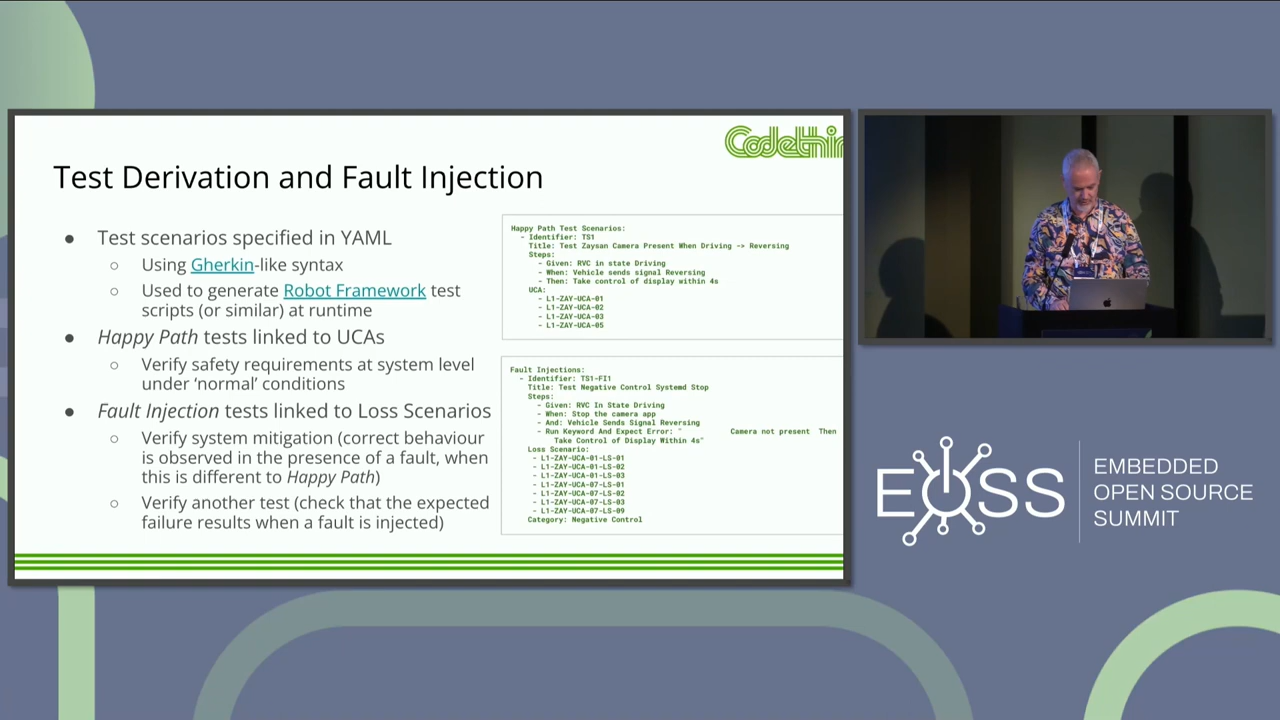 Codethin
Test Derivation and Fault Injection
● Test scenarios specified in YAML
○ Using Gherkin-like syntax
○ Used to generate Robot Framework test
scripts (or similar) at runtime
● Happy Path tests linked to UCAs
○ Verify safety requirements at system level
under ‘normal’ conditions
● Fault Injection tests linked to Loss Scenarios
○ Verify system mitigation (correct behaviour
is observed in the presence of a fault, when
this is different to Happy Path)
○ Verify another test (check that the expected
failure results when a fault is injected)
Happy Path Test Scenarios:
- Identifier: TS1
Title: Test Zaysan Camera Present When Driving -> Reversing
Steps:
- Given: RVC in state Driving
- When: Vehicle sends signal Reversing
- Then: Take control of display within 4s
UCA:
- L1-ZAY-UCA-01
- L1-ZAY-UCA-02
- L1-ZAY-UCA-03
- L1-ZAY-UCA-05
Fault Injections:
- Identifier: TS1-FI1
Title: Test Negative Control Systemd Stop
Steps:
- Given: RVC In State Driving
- When: Stop the camera app
- And: Vehicle Sends Signal Reversing
- Run Keyword And Expect Error: " Camera not present Then
Take Control of Display Within 4s"
Loss Scenario:
- L1-ZAY-UCA-01-LS-01
- L1-ZAY-UCA-01-LS-02
- L1-ZAY-UCA-01-LS-03
- L1-ZAY-UCA-07-LS-01
- L1-ZAY-UCA-07-LS-02
- L1-ZAY-UCA-07-LS-03
- L1-ZAY-UCA-07-LS-09
Category: Negative Control
EOSS
EMBEDDED
OPEN SOURCE
SUMMIT